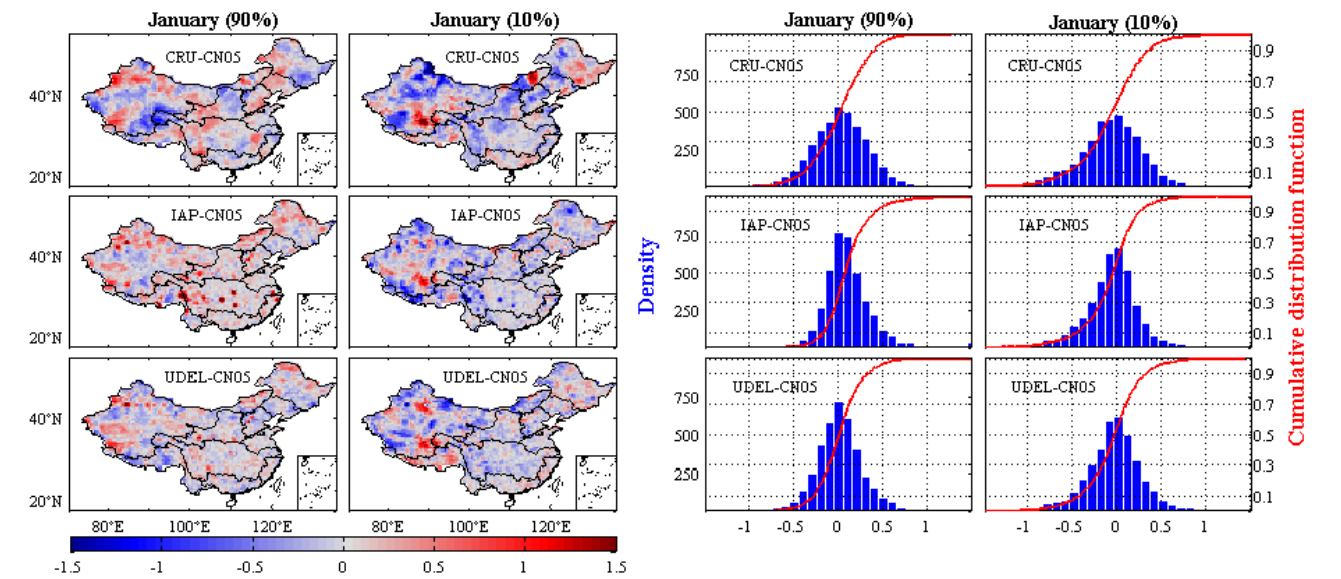 January (90%) January (10%) January (90%) January (10%)
CRU-CN05 CRU-CN05 CRU-CN05 CRU-CN05
40°N 750 0.9
500 0.7
250 0.5
20°N 0.3
0.1
IAP-CN05 IAP-CN05 IAP-CN05 IAP-CN05
40°N 750 0.9
500 0.7
250 0.5
20°N 0.3
0.1
UDEL-CN05 UDEL-CN05 UDEL-CN05 UDEL-CN05
40°N 750 0.9
500 0.7
250 0.5
20°N 0.3
0.1
80°E 100°E 120°E 80°E 100°E 120°E -1 -0.5 0 0.5 1 -1 -0.5 0 0.5 1
-1.5 -1 -0.5 0 0.5 1 1.5
Density
Cumulative distribution function